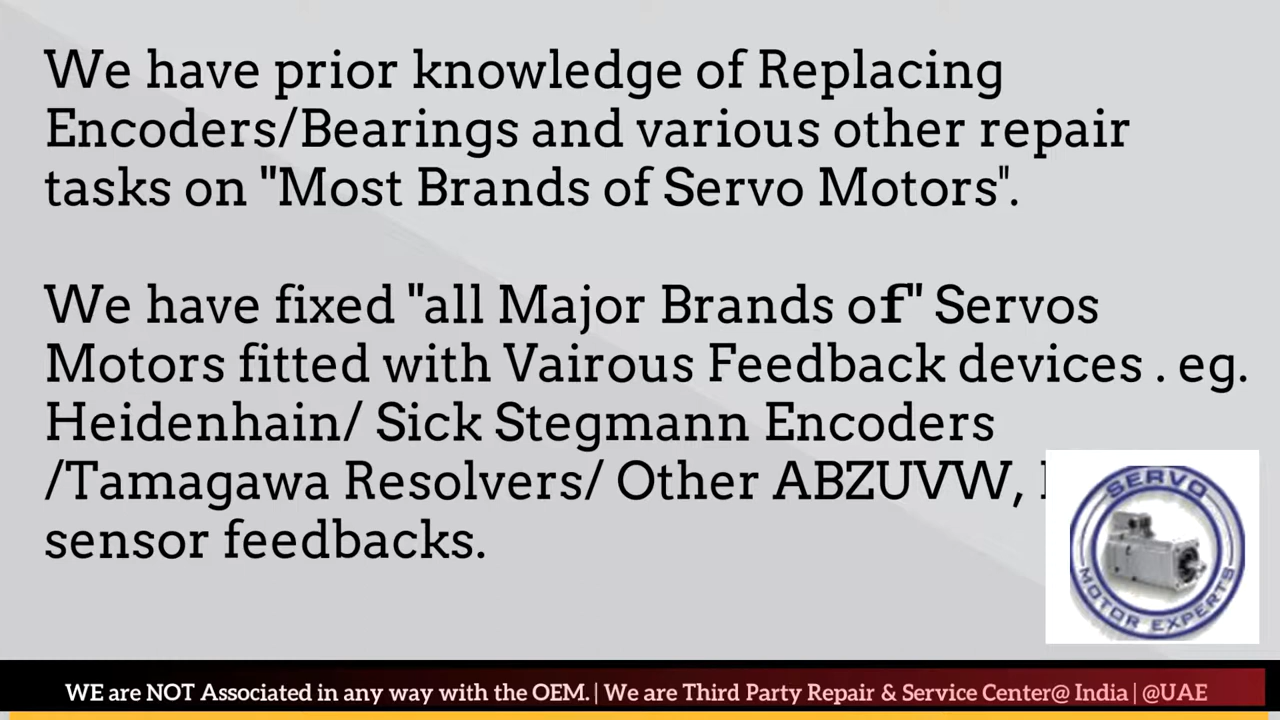 We have prior knowledge of Replacing
Encoders/Bearings and various other repair
tasks on "Most Brands of Servo Motors".
We have fixed "all Major Brands of" Servos
Motors fitted with Vairous Feedback devices . eg.
Heidenhain/ Sick Stegmann Encoders
/Tamagawa Resolvers/ Other ABZUVW,
sensor feedbacks.
SERVO
MOTOR EXPERTS
WE are NOT Associated in any way with the OEM. | We are Third Party Repair & Service Center@ India | @UAE